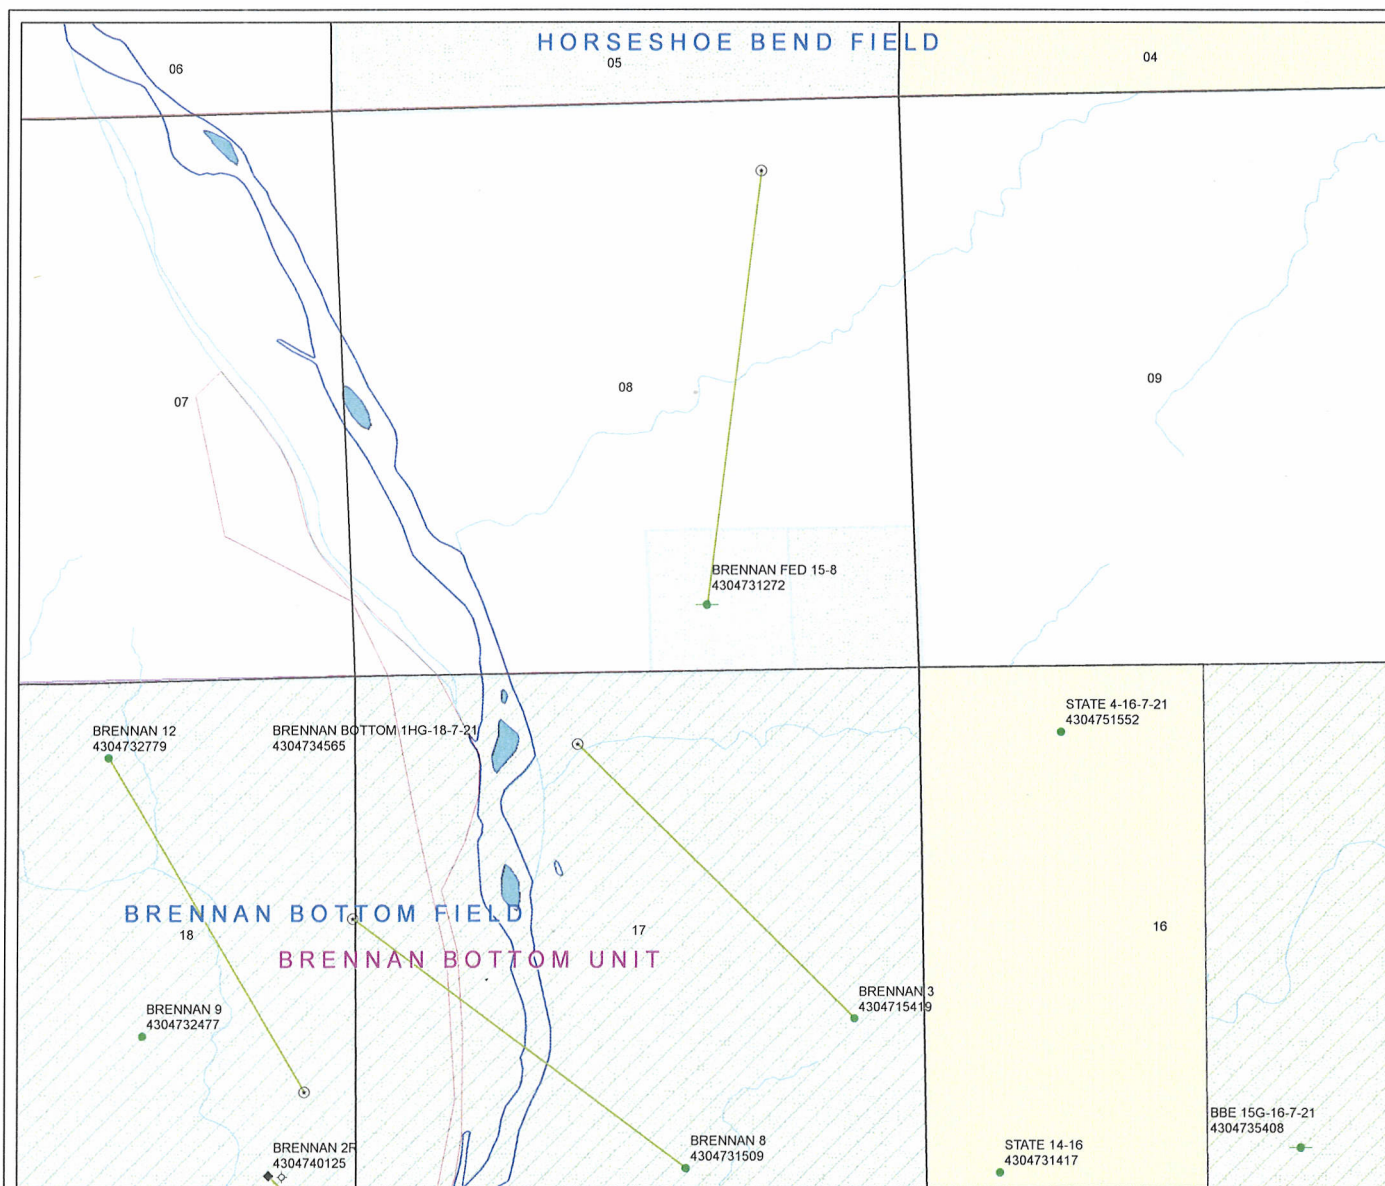 HORSESHOE BEND FIELD
06
05
04
08
09
07
BRENNAN FED 15-8
4304731272
STATE 4-16-7-21
4304751552
BRENNAN 12
4304732779
BRENNAN BOTTOM 1HG-18-7-21
4304734565
BRENNAN BOTTOM FIELD
18
17
16
BRENNAN BOTTOM UNIT
BRENNAN 3
4304715419
BRENNAN 9
4304732477
BBE 15G-16-7-21
4304735408
BRENNAN 2R
4304740125
BRENNAN 8
4304731509
STATE 14-16
4304731417